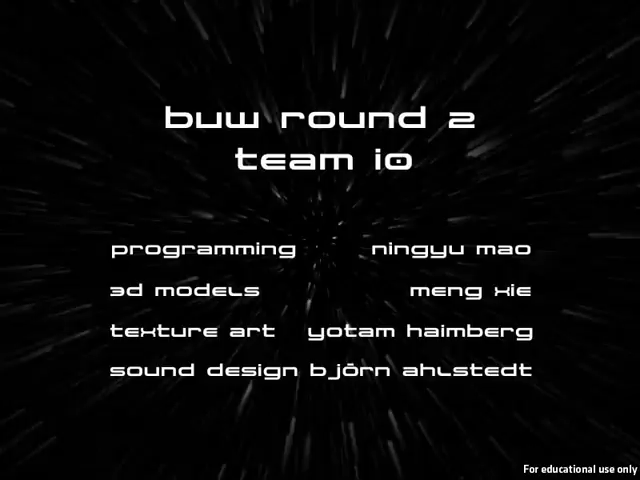 buw round 2
team io
programming ningyu mao
3d models meng xie
texture art yotam haimberg
sound design björn ahlstedt
For educational use only